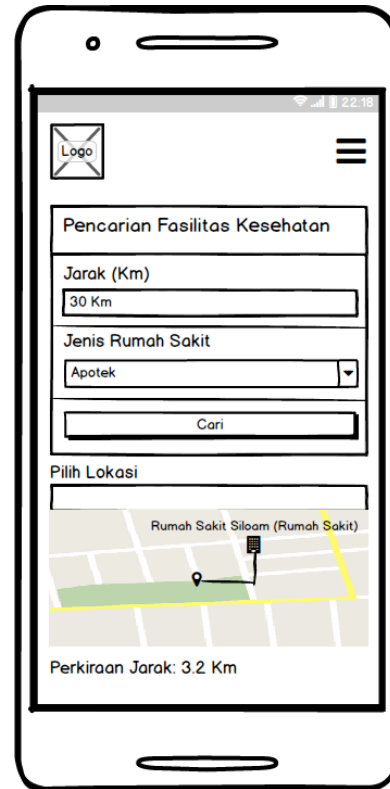 22:18
Logo
Pencarian Fasilitas Kesehatan
Jarak (Km)
30 Km
Jenis Rumah Sakit
Apotek
Cari
Pilih Lokasi
Rumah Sakit Siloam (Rumah Sakit)
Perkiraan Jarak: 3.2 Km